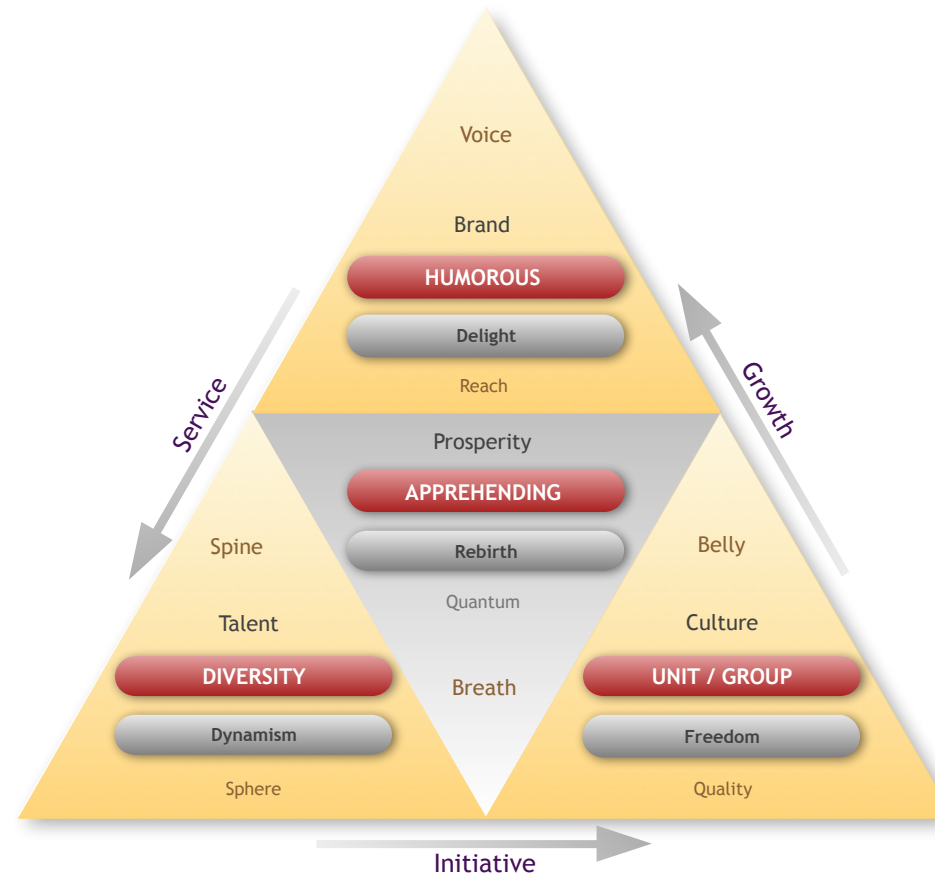 Voice
Brand
HUMOROUS
Delight
Reach
Service
Growth
Prosperity
APPREHENDING
Rebirth
Quantum
Breath
Spine
Talent
DIVERSITY
Dynamism
Sphere
Belly
Culture
UNIT / GROUP
Freedom
Quality
Initiative